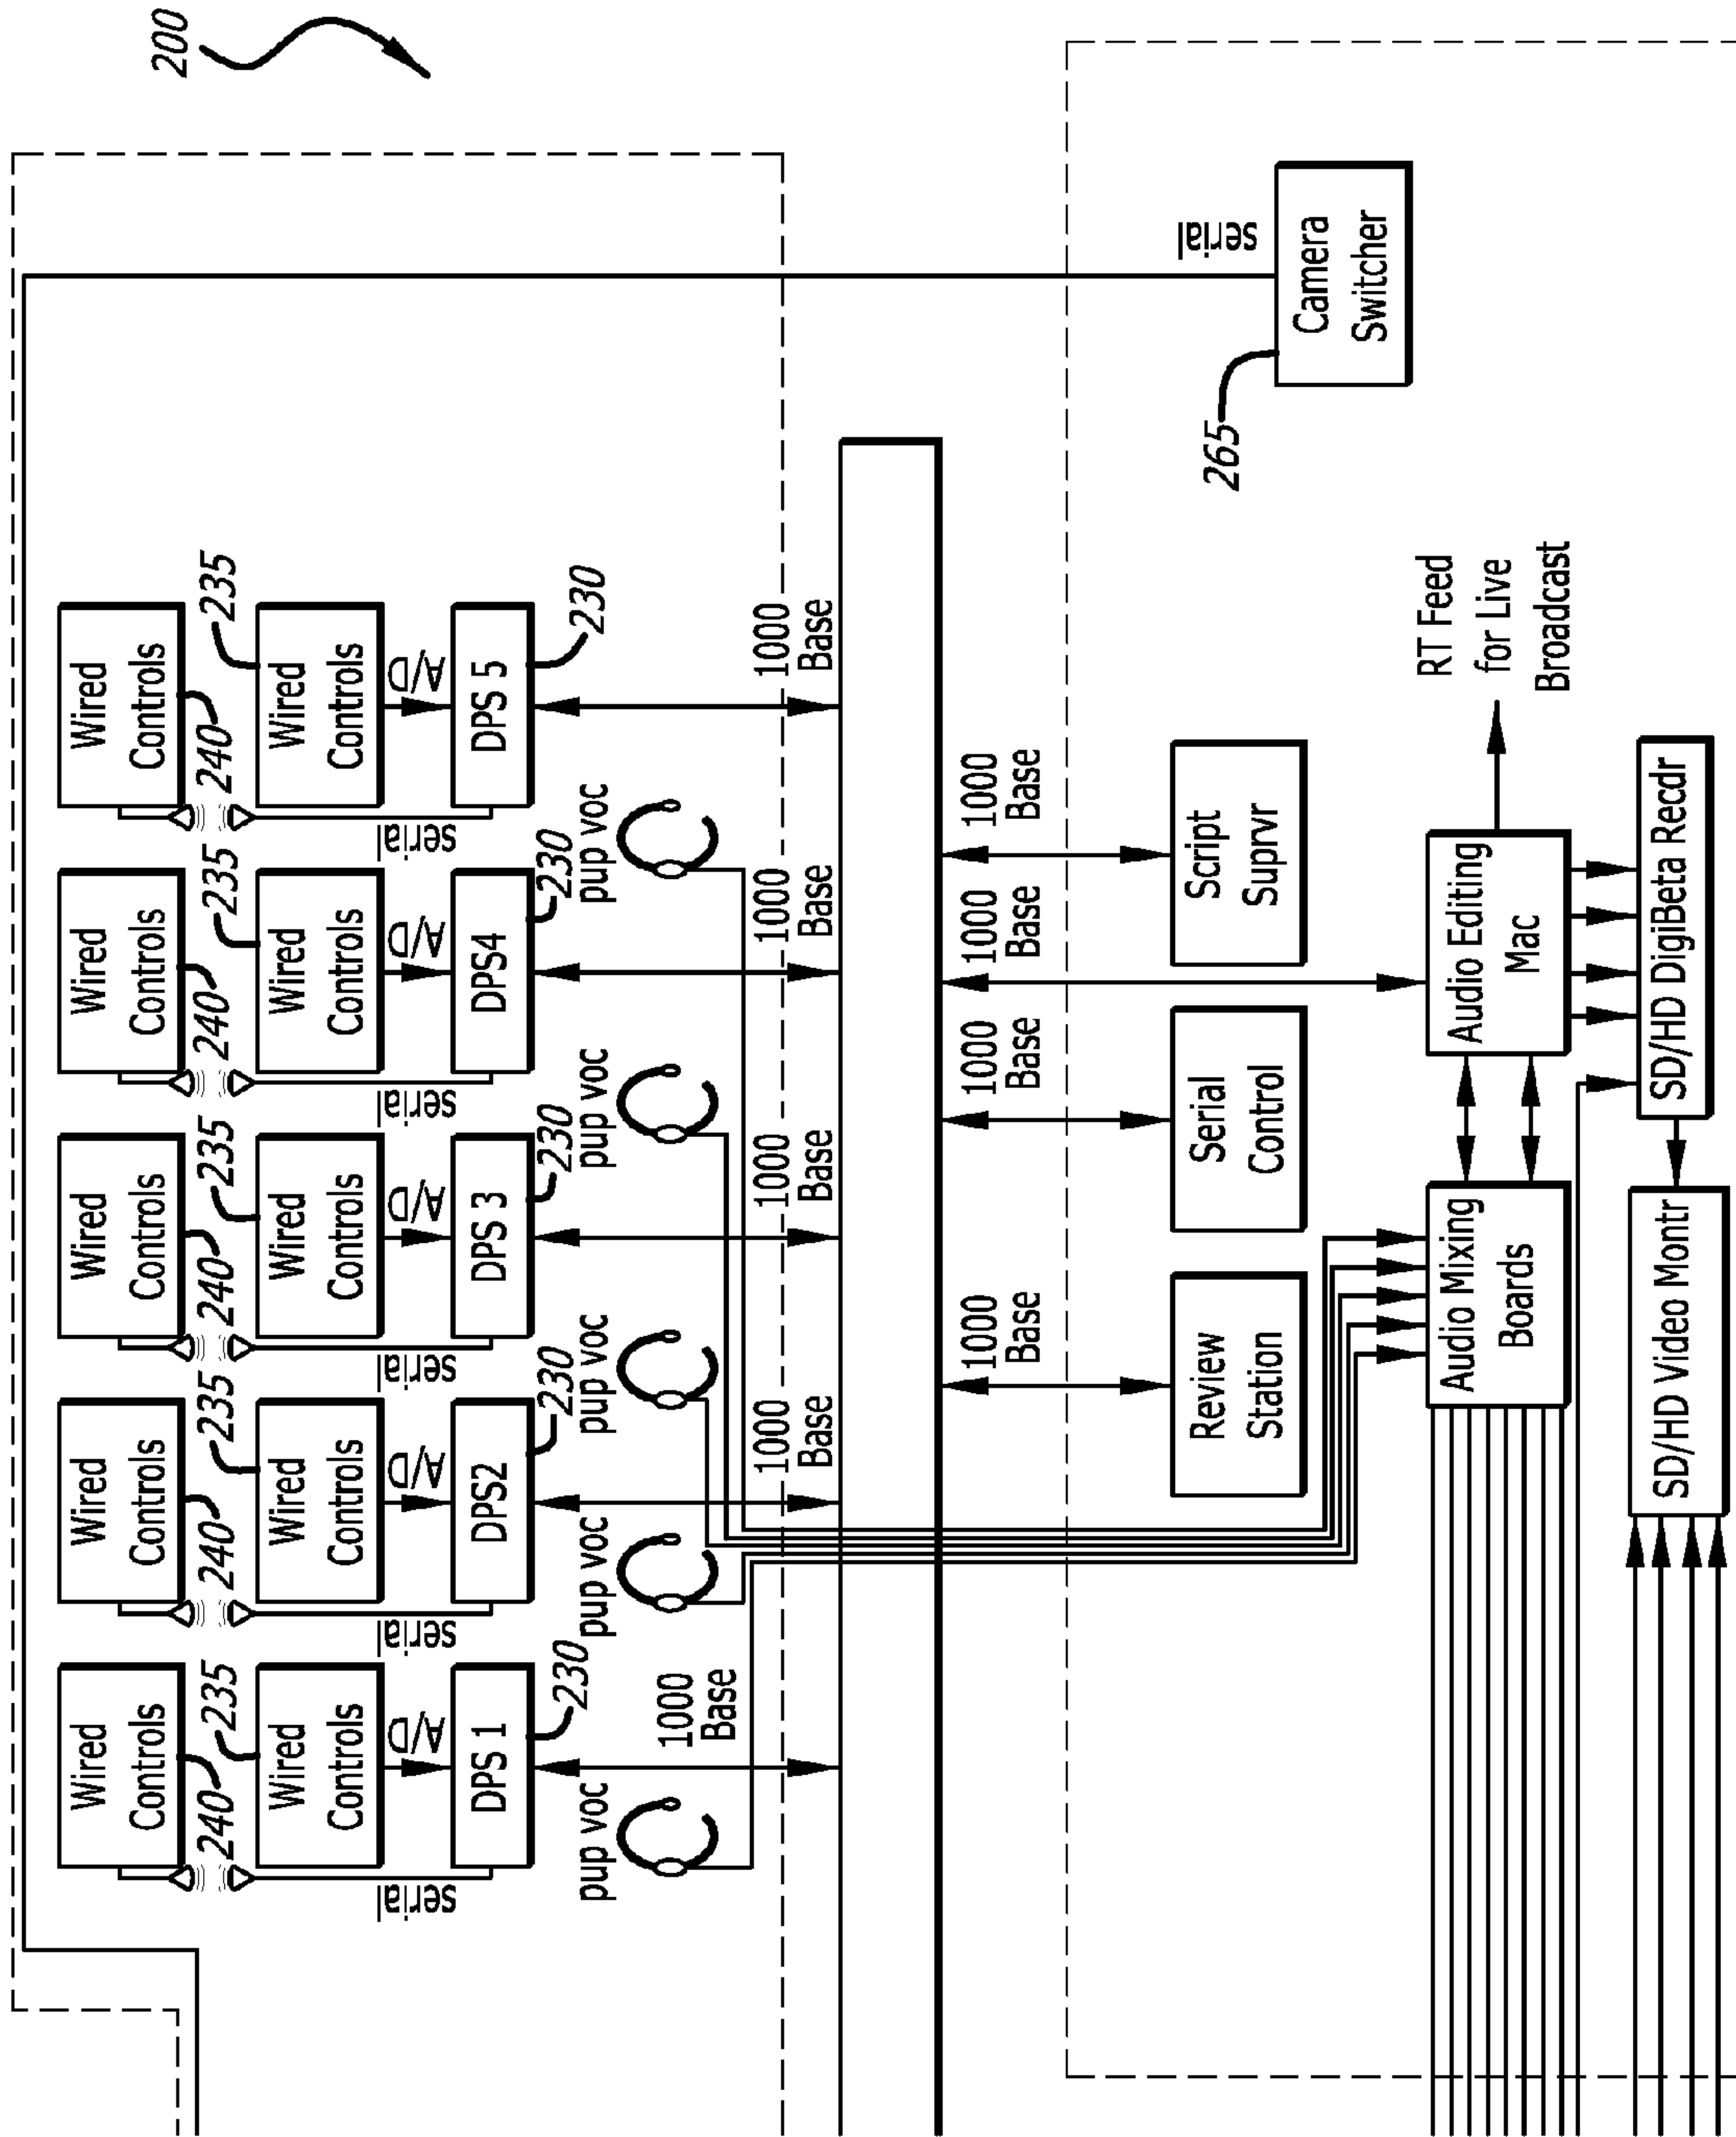 200
Wired
Controls
Wired
Controls
Wired
Controls
Wired
Controls
Wired
Controls
240
235
240
235
240
235
240
235
240
235
Wired
Controls
Wired
Controls
Wired
Controls
Wired
Controls
Wired
Controls
serial
A/D
serial
A/D
serial
A/D
serial
A/D
serial
A/D
DPS 1
DPS2
DPS 3
DPS4
DPS 5
230
230
230
230
230
pup voc
pup voc
pup voc
pup voc
pup voc
1000
Base
1000
Base
1000
Base
1000
Base
1000
Base
1000
Base
1000
Base
1000
Base
1000
Base
serial
Review
Station
Serial
Control
Script
Suprvr
265
Camera
Switcher
Audio Mixing
Boards
Audio Editing
Mac
RT Feed
for Live
Broadcast
SD/HD Video Montr
SD/HD DigiBeta Recdr